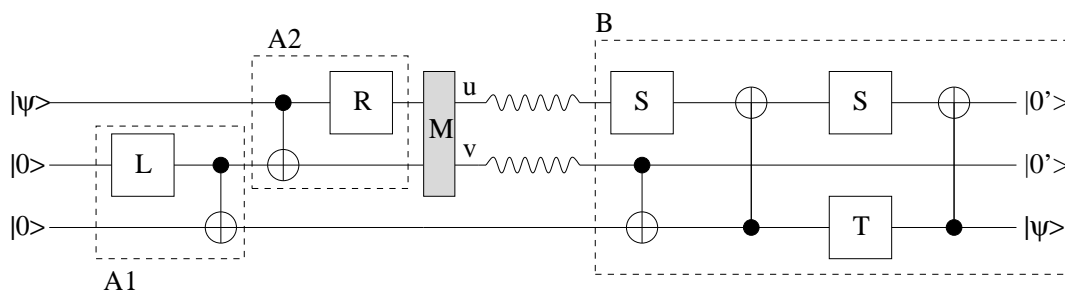 B
A2
|ψ> R M u S S |0'>
|0> L v |0'>
|0> T |ψ>
A1